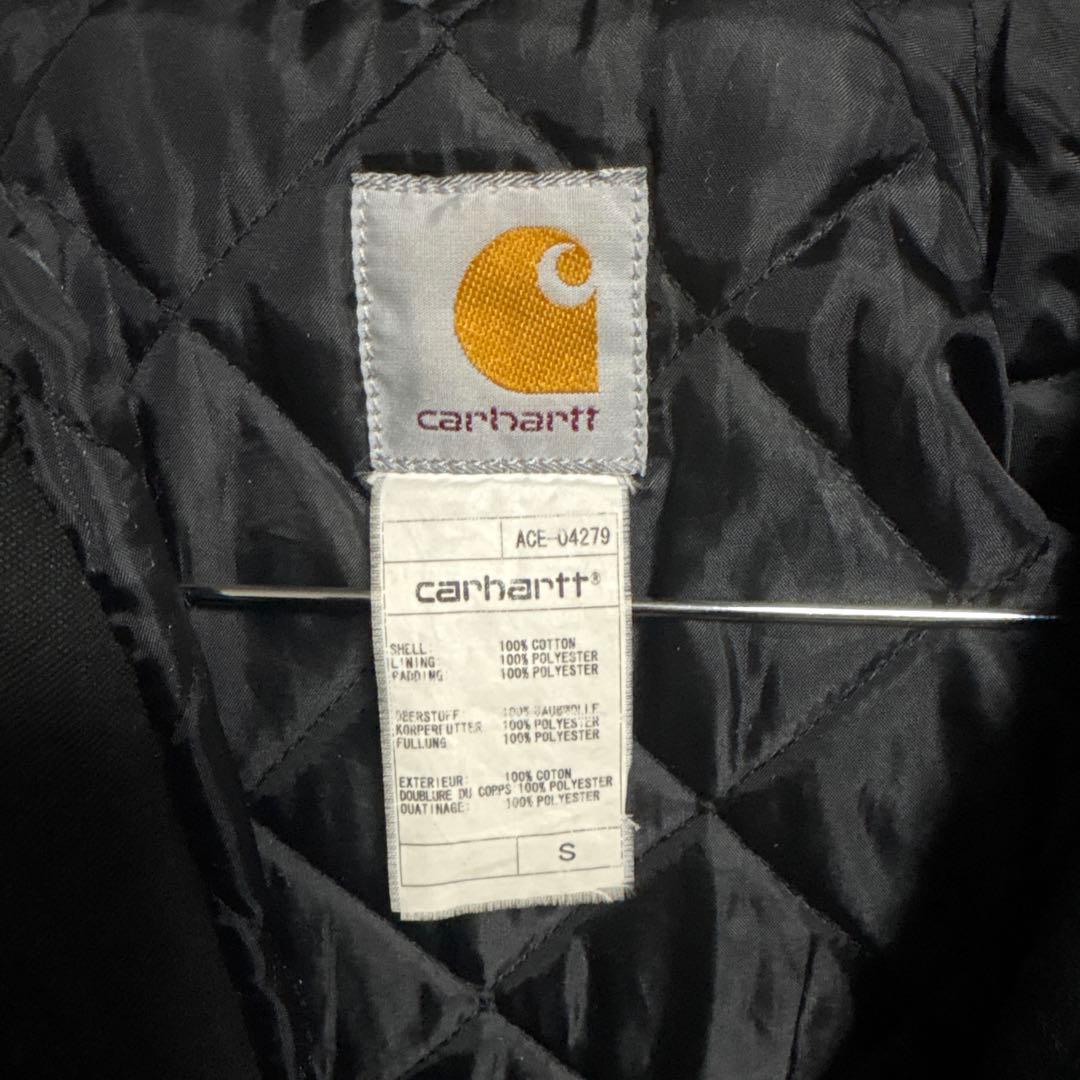 carhartt
ACE-04279
carhartt®
SHELL: 100% COTTON
LINING: 100% POLYESTER
PADDING: 100% POLYESTER
OBERSTOFF 100% BAUMWOLLE
KORPERFUTTER 100% POLYESTER
FULLUNG 100% POLYESTER
EXTERIEUR: 100% COTON
DOUBLURE DU COPPS 100% POLYESTER
OUATINAGE: 100% POLYESTER
S